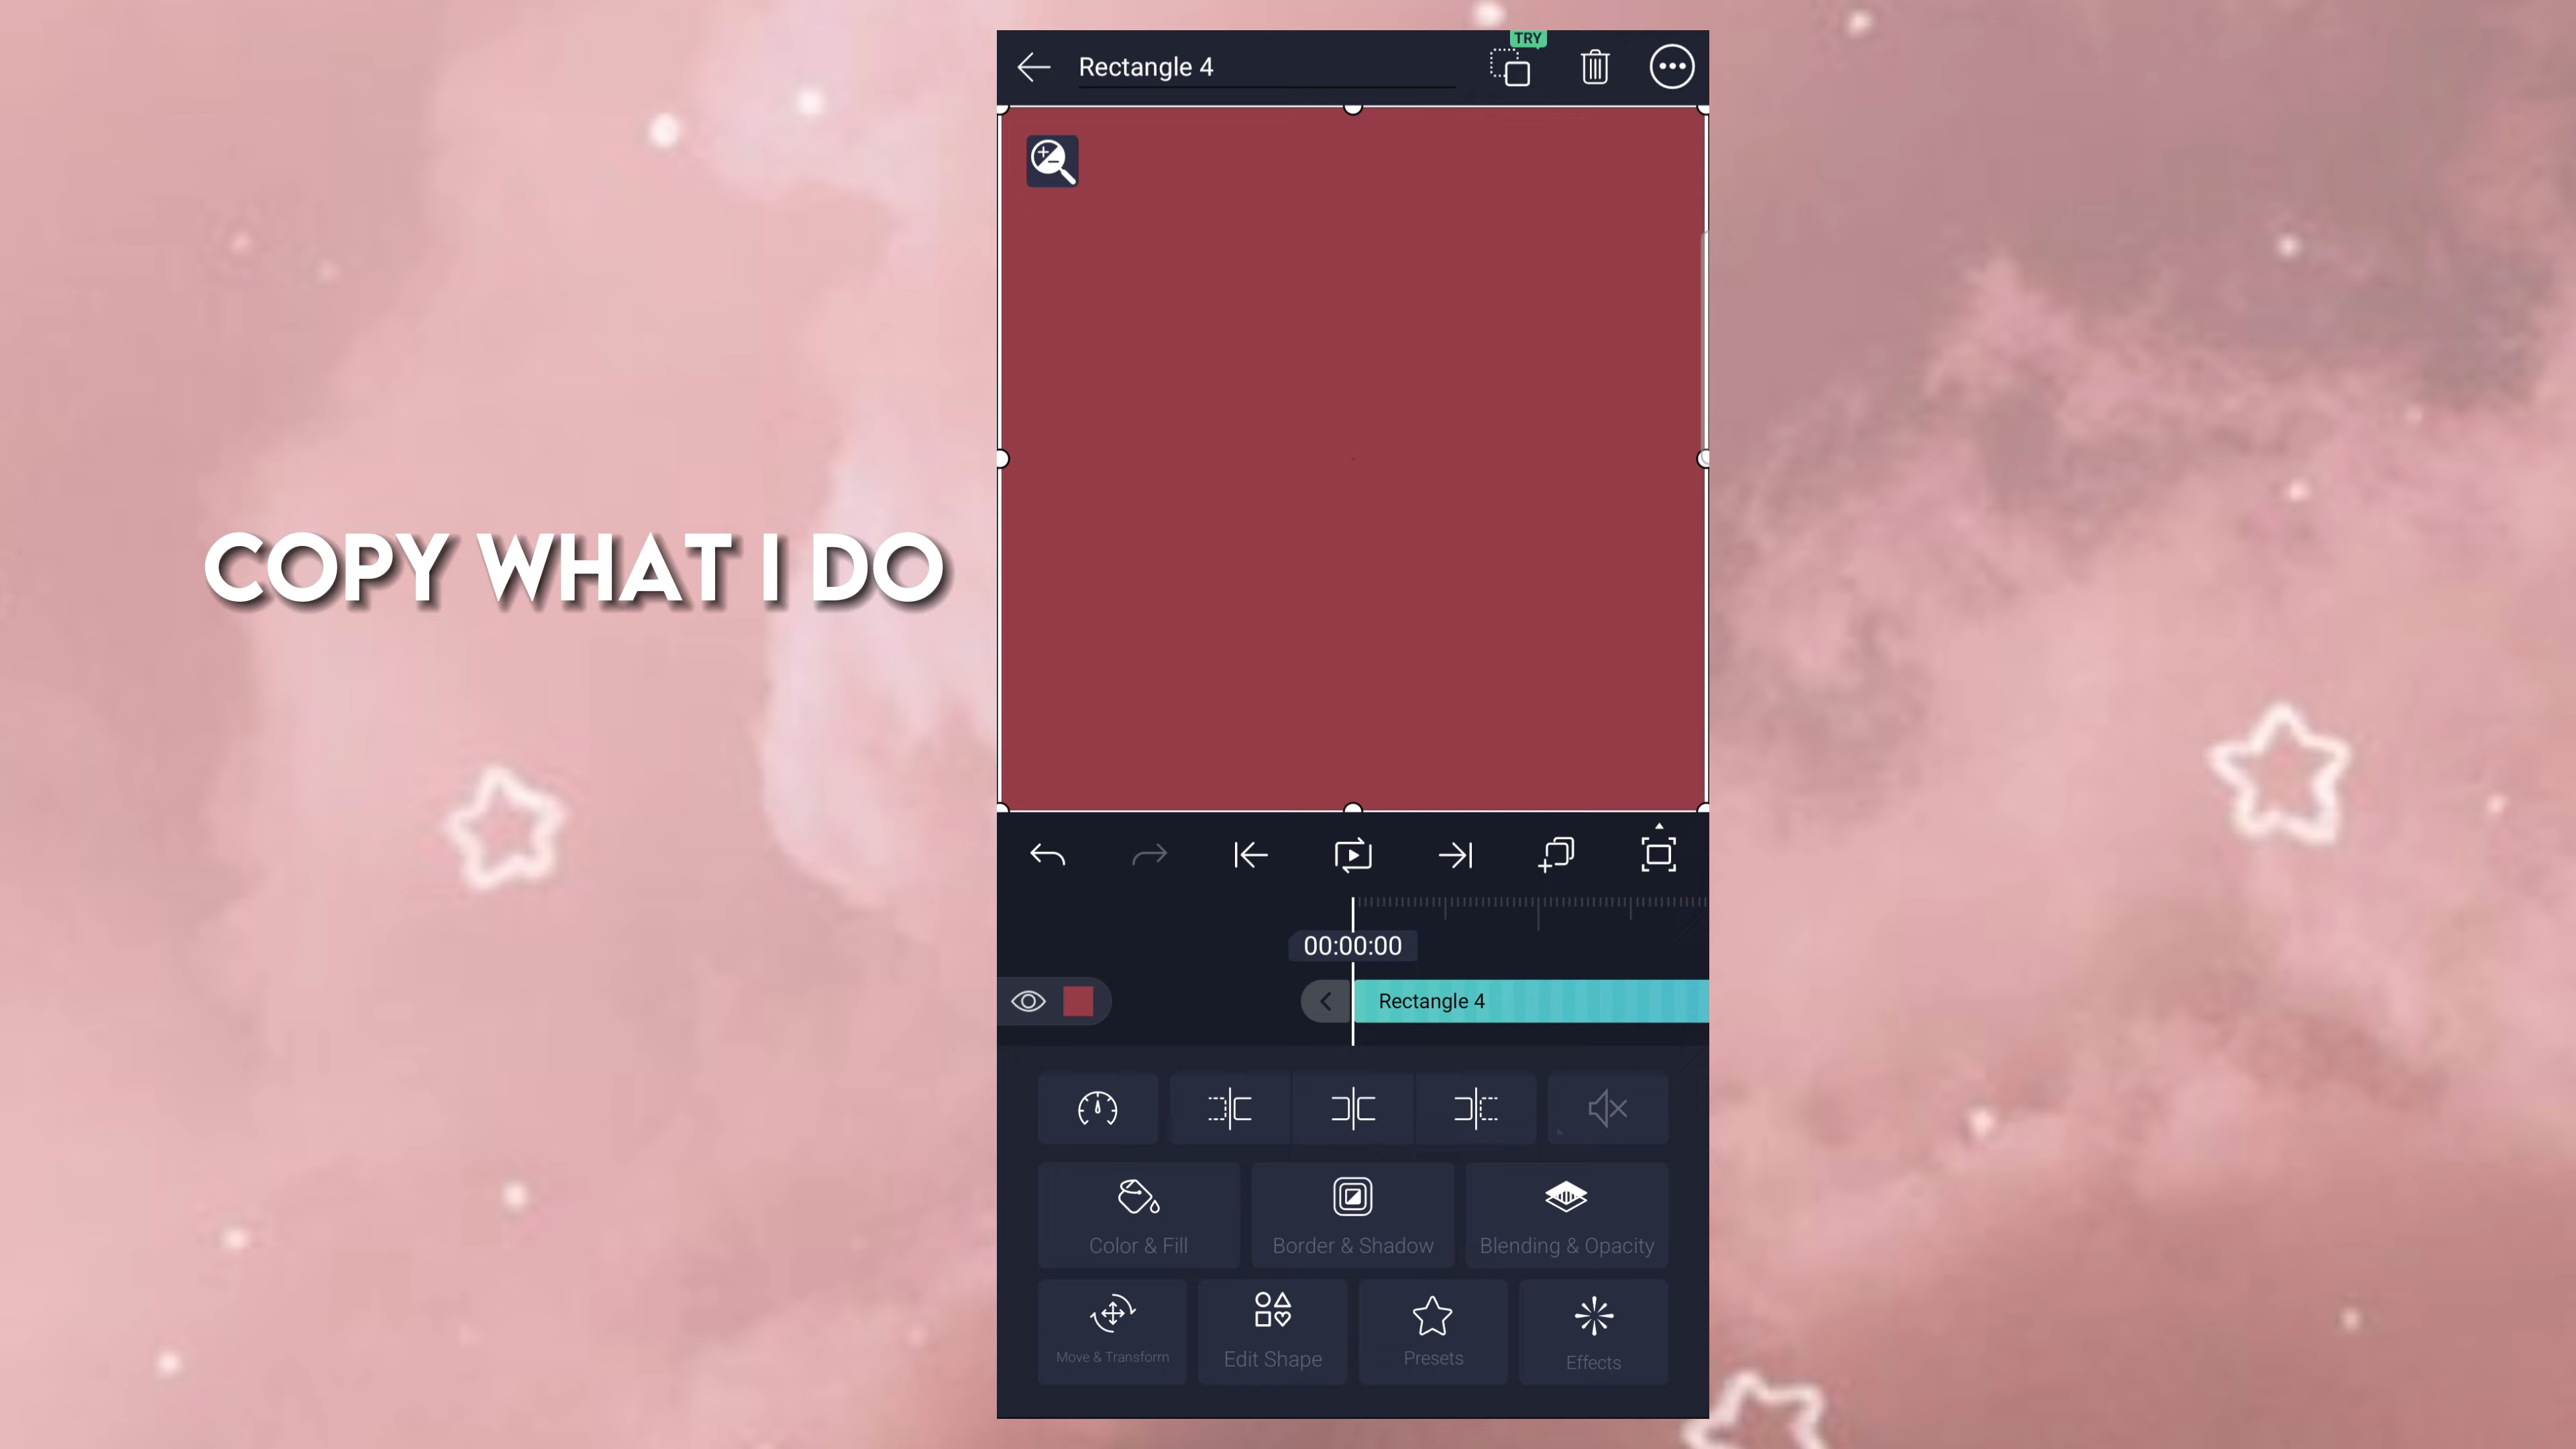 TRY
Rectangle 4
COPY WHAT I DO
00:00:00
Rectangle 4
Color & Fill
Border & Shadow
Blending & Opacity
Move & Transform
Edit Shape
Presets
Effects